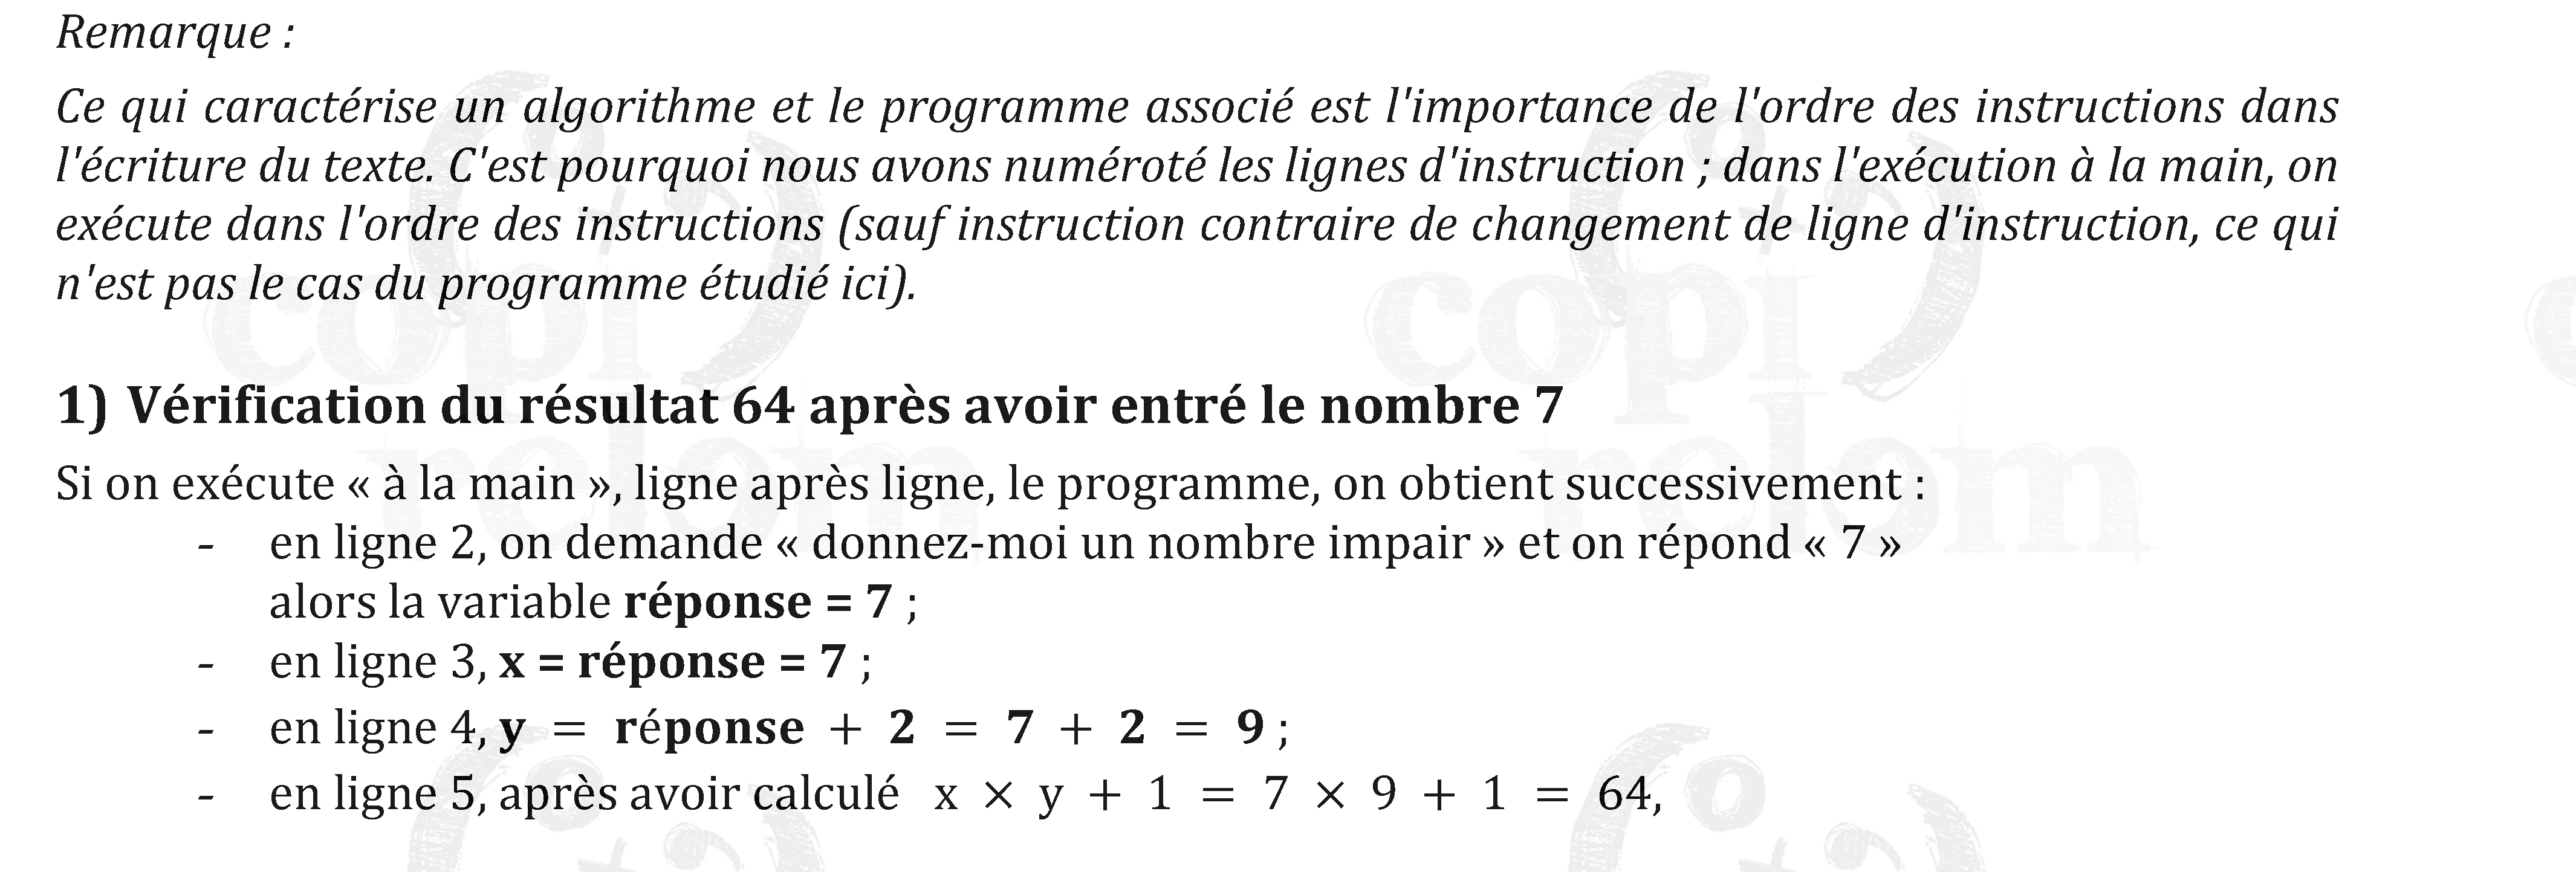 Remarque :
Ce qui caractérise un algorithme et le programme associé est l'importance de l'ordre des instructions dans
l'écriture du texte. C'est pourquoi nous avons numéroté les lignes d'instruction ; dans l'exécution à la main, on
exécute dans l'ordre des instructions (sauf instruction contraire de changement de ligne d'instruction, ce qui
n'est pas le cas du programme étudié ici).
1) Vérification du résultat 64 après avoir entré le nombre 7
Si on exécute « à la main », ligne après ligne, le programme, on obtient successivement :
- en ligne 2, on demande « donnez-moi un nombre impair » et on répond « 7 »
alors la variable réponse = 7 ;
- en ligne 3, x = réponse = 7 ;
- en ligne 4, y = réponse + 2 = 7 + 2 = 9 ;
- en ligne 5, après avoir calculé x × y + 1 = 7 × 9 + 1 = 64,